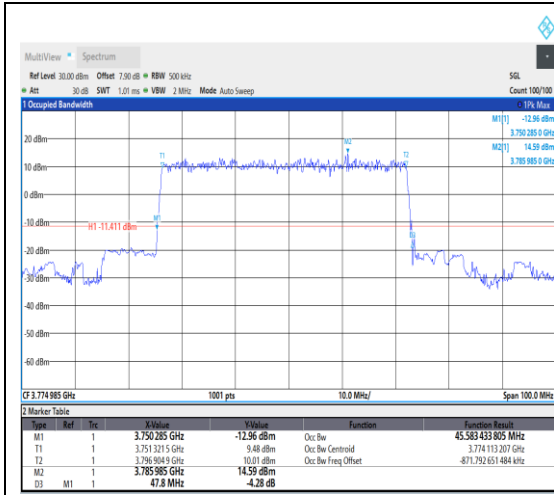 MultiView Spectrum
Ref Level 30.00 dBm Offset 7.90 dB RBW 500 kHz SGL
Att 30 dB SWT 1.01 ms VBW 2 MHz Mode Auto Sweep Count 100/100
1 Occupied Bandwidth 1Pk Max
M1[1] -12.96 dBm
3.750 285 0 GHz
M2[1] 14.59 dBm
3.785 985 0 GHz
20 dBm
M2
T1 T2
10 dBm
0 dBm
-10 dBm
M1
H1 -11.411 dBm
-20 dBm
-30 dBm
-40 dBm
-50 dBm
-60 dBm
CF 3.774 985 GHz 1001 pts 10.0 MHz/ Span 100.0 MHz
2 Marker Table
Type Ref Trc X-Value Y-Value Function Function Result
M1 1 3.750 285 GHz -12.96 dBm Occ Bw 45.583 433 805 MHz
T1 1 3.751 321 5 GHz 9.48 dBm Occ Bw Centroid 3.774 113 207 GHz
T2 1 3.796 904 9 GHz 10.01 dBm Occ Bw Freq Offset -871.792 651 484 kHz
M2 1 3.785 985 GHz 14.59 dBm
D3 M1 1 47.8 MHz -4.28 dB